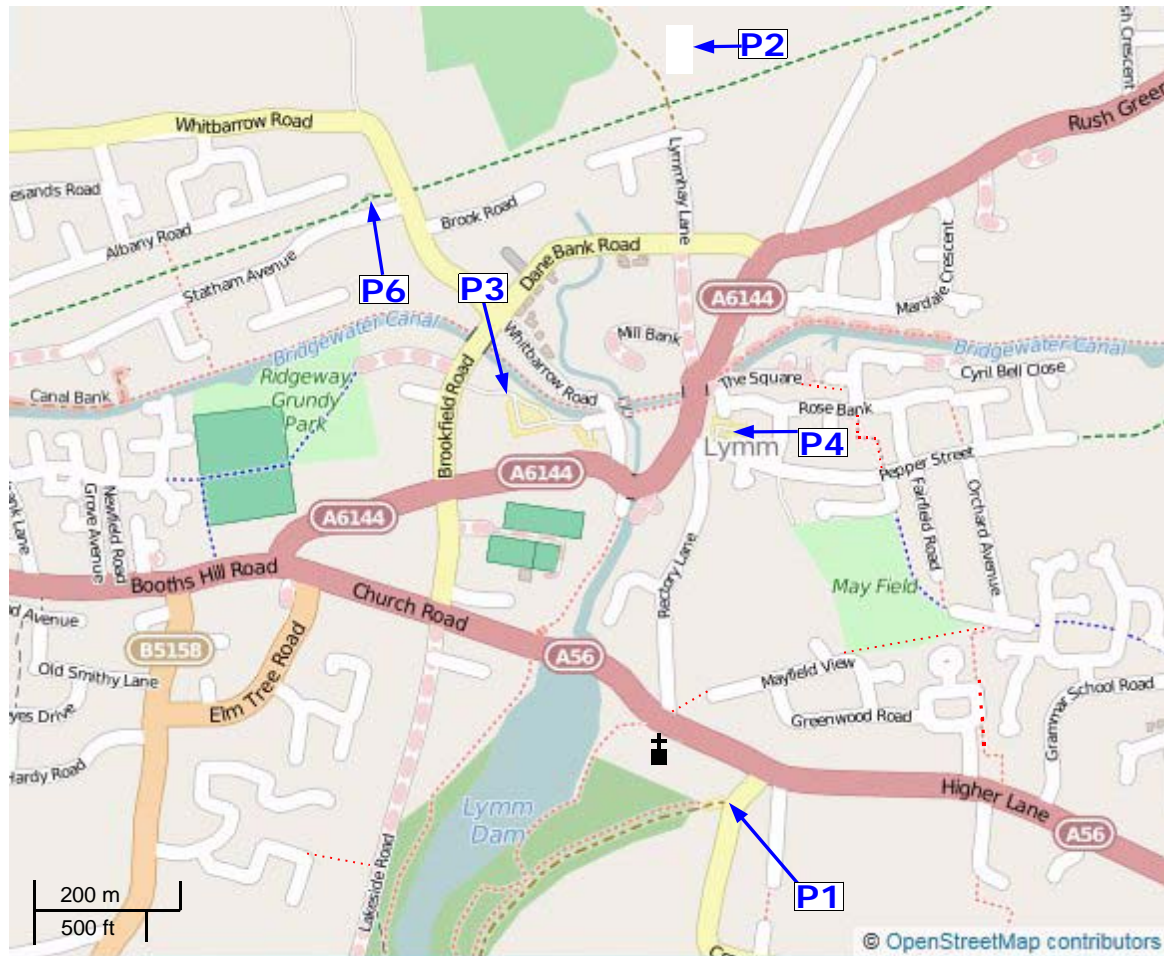 P2
sh Crescent
Rush Green
Whitbarrow Road
Lymmhay Lane
esands Road
Albany Road
Brook Road
Dane Bank Road
Statham Avenue
P6
P3
A6144
Mardale Crescent
Bridgewater Canal
Whitbarrow Road
Mill Bank
Bridgewater Canal
Canal Bank
Ridgeway
Grundy
Park
Brookfield Road
The Square
Cyril Bell Close
Rose Bank
P4
Lymm
A6144
Pepper Street
A6144
Grove Avenue
Newfield Road
Fairfield Road
Orchard Avenue
Booths Hill Road
Church Road
Rectory Lane
May Field
B5158
A56
Old Smithy Lane
Elm Tree Road
Mayfield View
Greenwood Road
Grammar School Road
yes Drive
Hardy Road
Lymm
Dam
Higher Lane
A56
Lakeside Road
P1
200 m
500 ft
© OpenStreetMap contributors